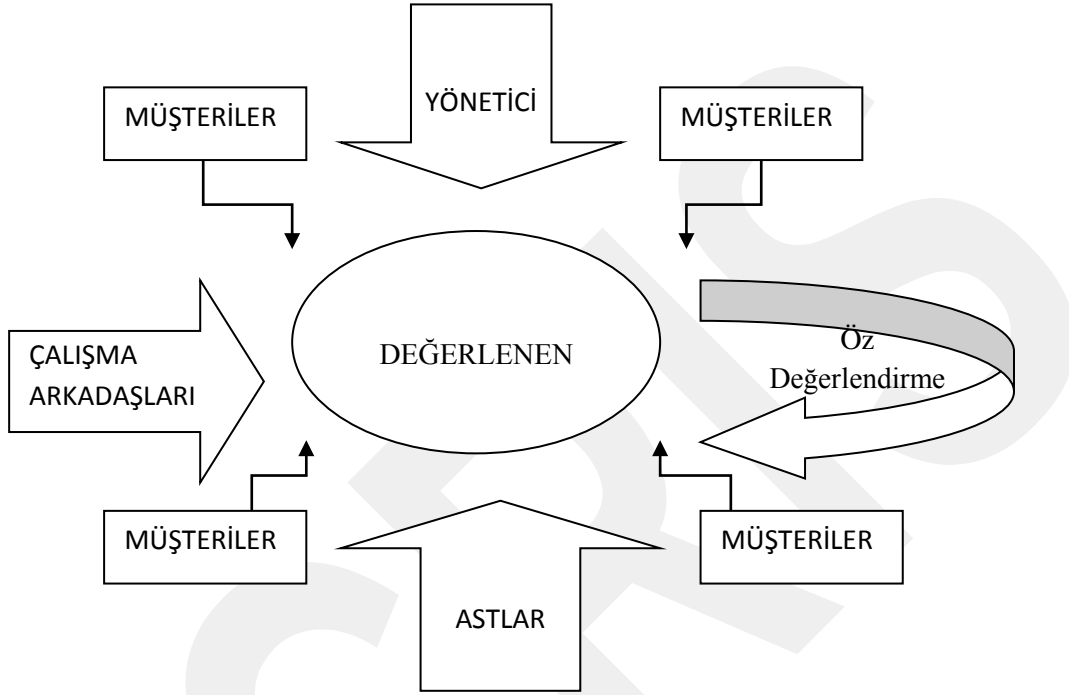 YÖNETİCİ
MÜŞTERİLER
MÜŞTERİLER
DEĞERLENEN
Öz
Değerlendirme
ÇALIŞMA
ARKADAŞLARI
MÜŞTERİLER
MÜŞTERİLER
ASTLAR